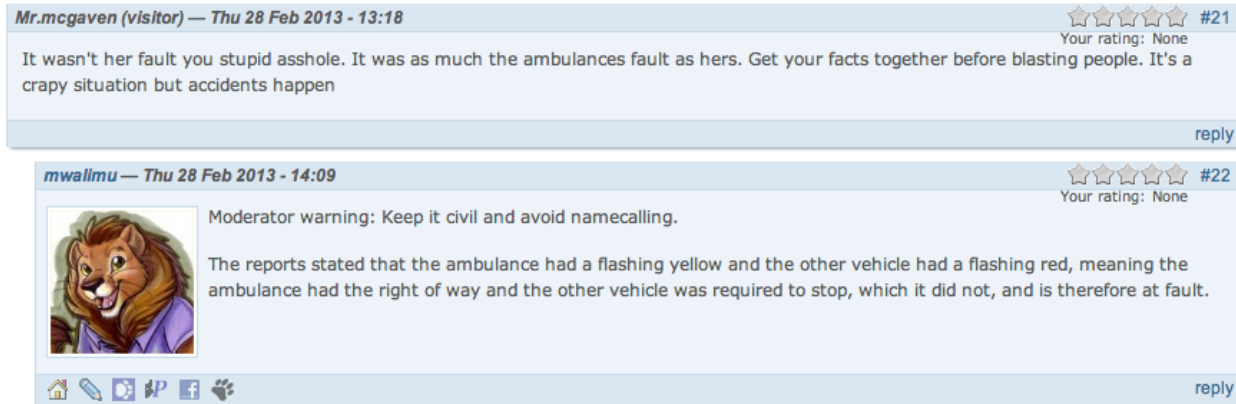 Mr.mcgaven (visitor) — Thu 28 Feb 2013 - 13:18 #21
Your rating: None
It wasn't her fault you stupid asshole. It was as much the ambulances fault as hers. Get your facts together before blasting people. It's a
crapy situation but accidents happen
reply
mwalimu — Thu 28 Feb 2013 - 14:09 #22
Your rating: None
Moderator warning: Keep it civil and avoid namecalling.
The reports stated that the ambulance had a flashing yellow and the other vehicle had a flashing red, meaning the
ambulance had the right of way and the other vehicle was required to stop, which it did not, and is therefore at fault.
reply